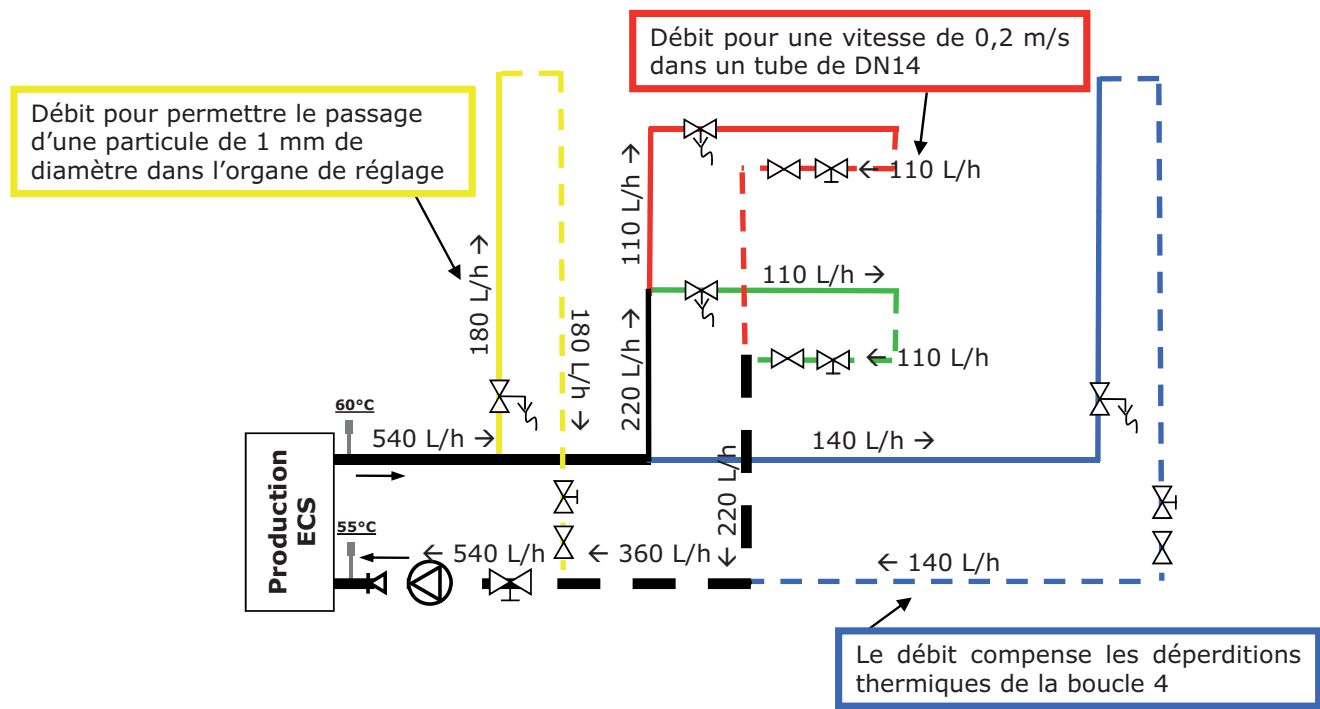 Débit pour une vitesse de 0,2 m/s
dans un tube de DN14
Débit pour permettre le passage
d’une particule de 1 mm de
diamètre dans l’organe de réglage
110 L/h →
← 110 L/h
180 L/h →
180 L/h →
110 L/h →
← 110 L/h
220 L/h →
60°C
540 L/h →
140 L/h →
220 L/h
←
Production
ECS
55°C
← 540 L/h
← 360 L/h
← 140 L/h
Le débit compense les déperditions
thermiques de la boucle 4